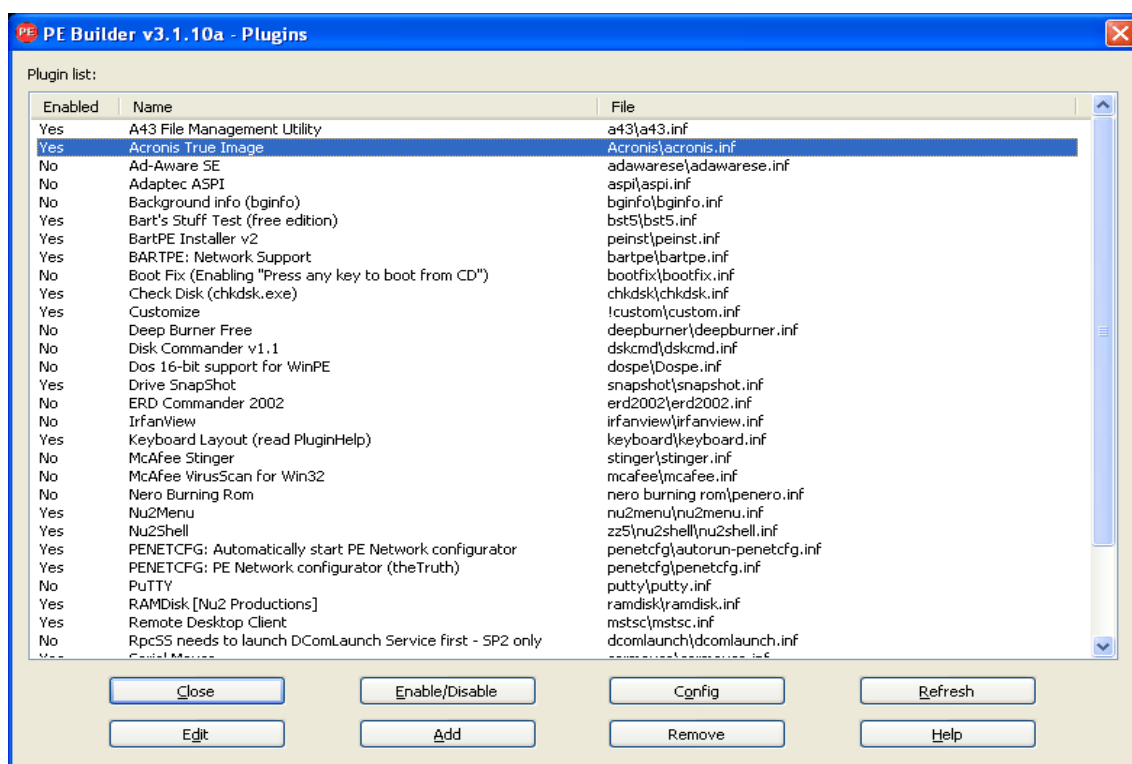 PE Builder v3.1.10a - Plugins
Plugin list:
Enabled Name File
Yes A43 File Management Utility a43\a43.inf
Yes Acronis True Image Acronis\acronis.inf
No Ad-Aware SE adawarese\adawarese.inf
No Adaptec ASPI aspi\aspi.inf
No Background info (bginfo) bginfo\bginfo.inf
Yes Bart's Stuff Test (free edition) bst5\bst5.inf
Yes BartPE Installer v2 peinst\peinst.inf
Yes BARTPE: Network Support bartpe\bartpe.inf
No Boot Fix (Enabling "Press any key to boot from CD") bootfix\bootfix.inf
Yes Check Disk (chkdsk.exe) chkdsk\chkdsk.inf
Yes Customize !custom\custom.inf
No Deep Burner Free deepburner\deepburner.inf
No Disk Commander v1.1 dskcmd\dskcmd.inf
No Dos 16-bit support for WinPE dospe\Dospe.inf
Yes Drive SnapShot snapshot\snapshot.inf
No ERD Commander 2002 erd2002\erd2002.inf
No IrfanView irfanview\irfanview.inf
Yes Keyboard Layout (read PluginHelp) keyboard\keyboard.inf
No McAfee Stinger stinger\stinger.inf
No McAfee VirusScan for Win32 mcafee\mcafee.inf
No Nero Burning Rom nero burning rom\penero.inf
Yes Nu2Menu nu2menu\nu2menu.inf
Yes Nu2Shell zz5\nu2shell\nu2shell.inf
Yes PENETCFG: Automatically start PE Network configurator penetcfg\autorun-penetcfg.inf
Yes PENETCFG: PE Network configurator (theTruth) penetcfg\penetcfg.inf
No PuTTY putty\putty.inf
Yes RAMDisk [Nu2 Productions] ramdisk\ramdisk.inf
Yes Remote Desktop Client mstsc\mstsc.inf
No RpcSS needs to launch DComLaunch Service first - SP2 only dcomlaunch\dcomlaunch.inf
Close Enable/Disable Config Refresh
Edit Add Remove Help